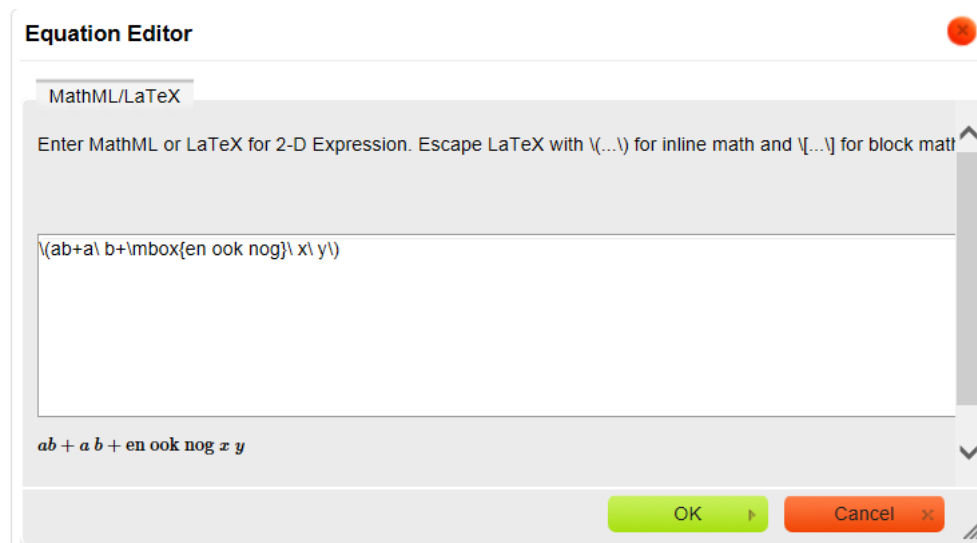 Equation Editor
MathML/LaTeX
Enter MathML or LaTeX for 2-D Expression. Escape LaTeX with \(...\) for inline math and \[...\] for block math
\(ab+a\ b+\mbox{en ook nog}\ x\ y\)
ab + a b + en ook nog x y
OK
Cancel